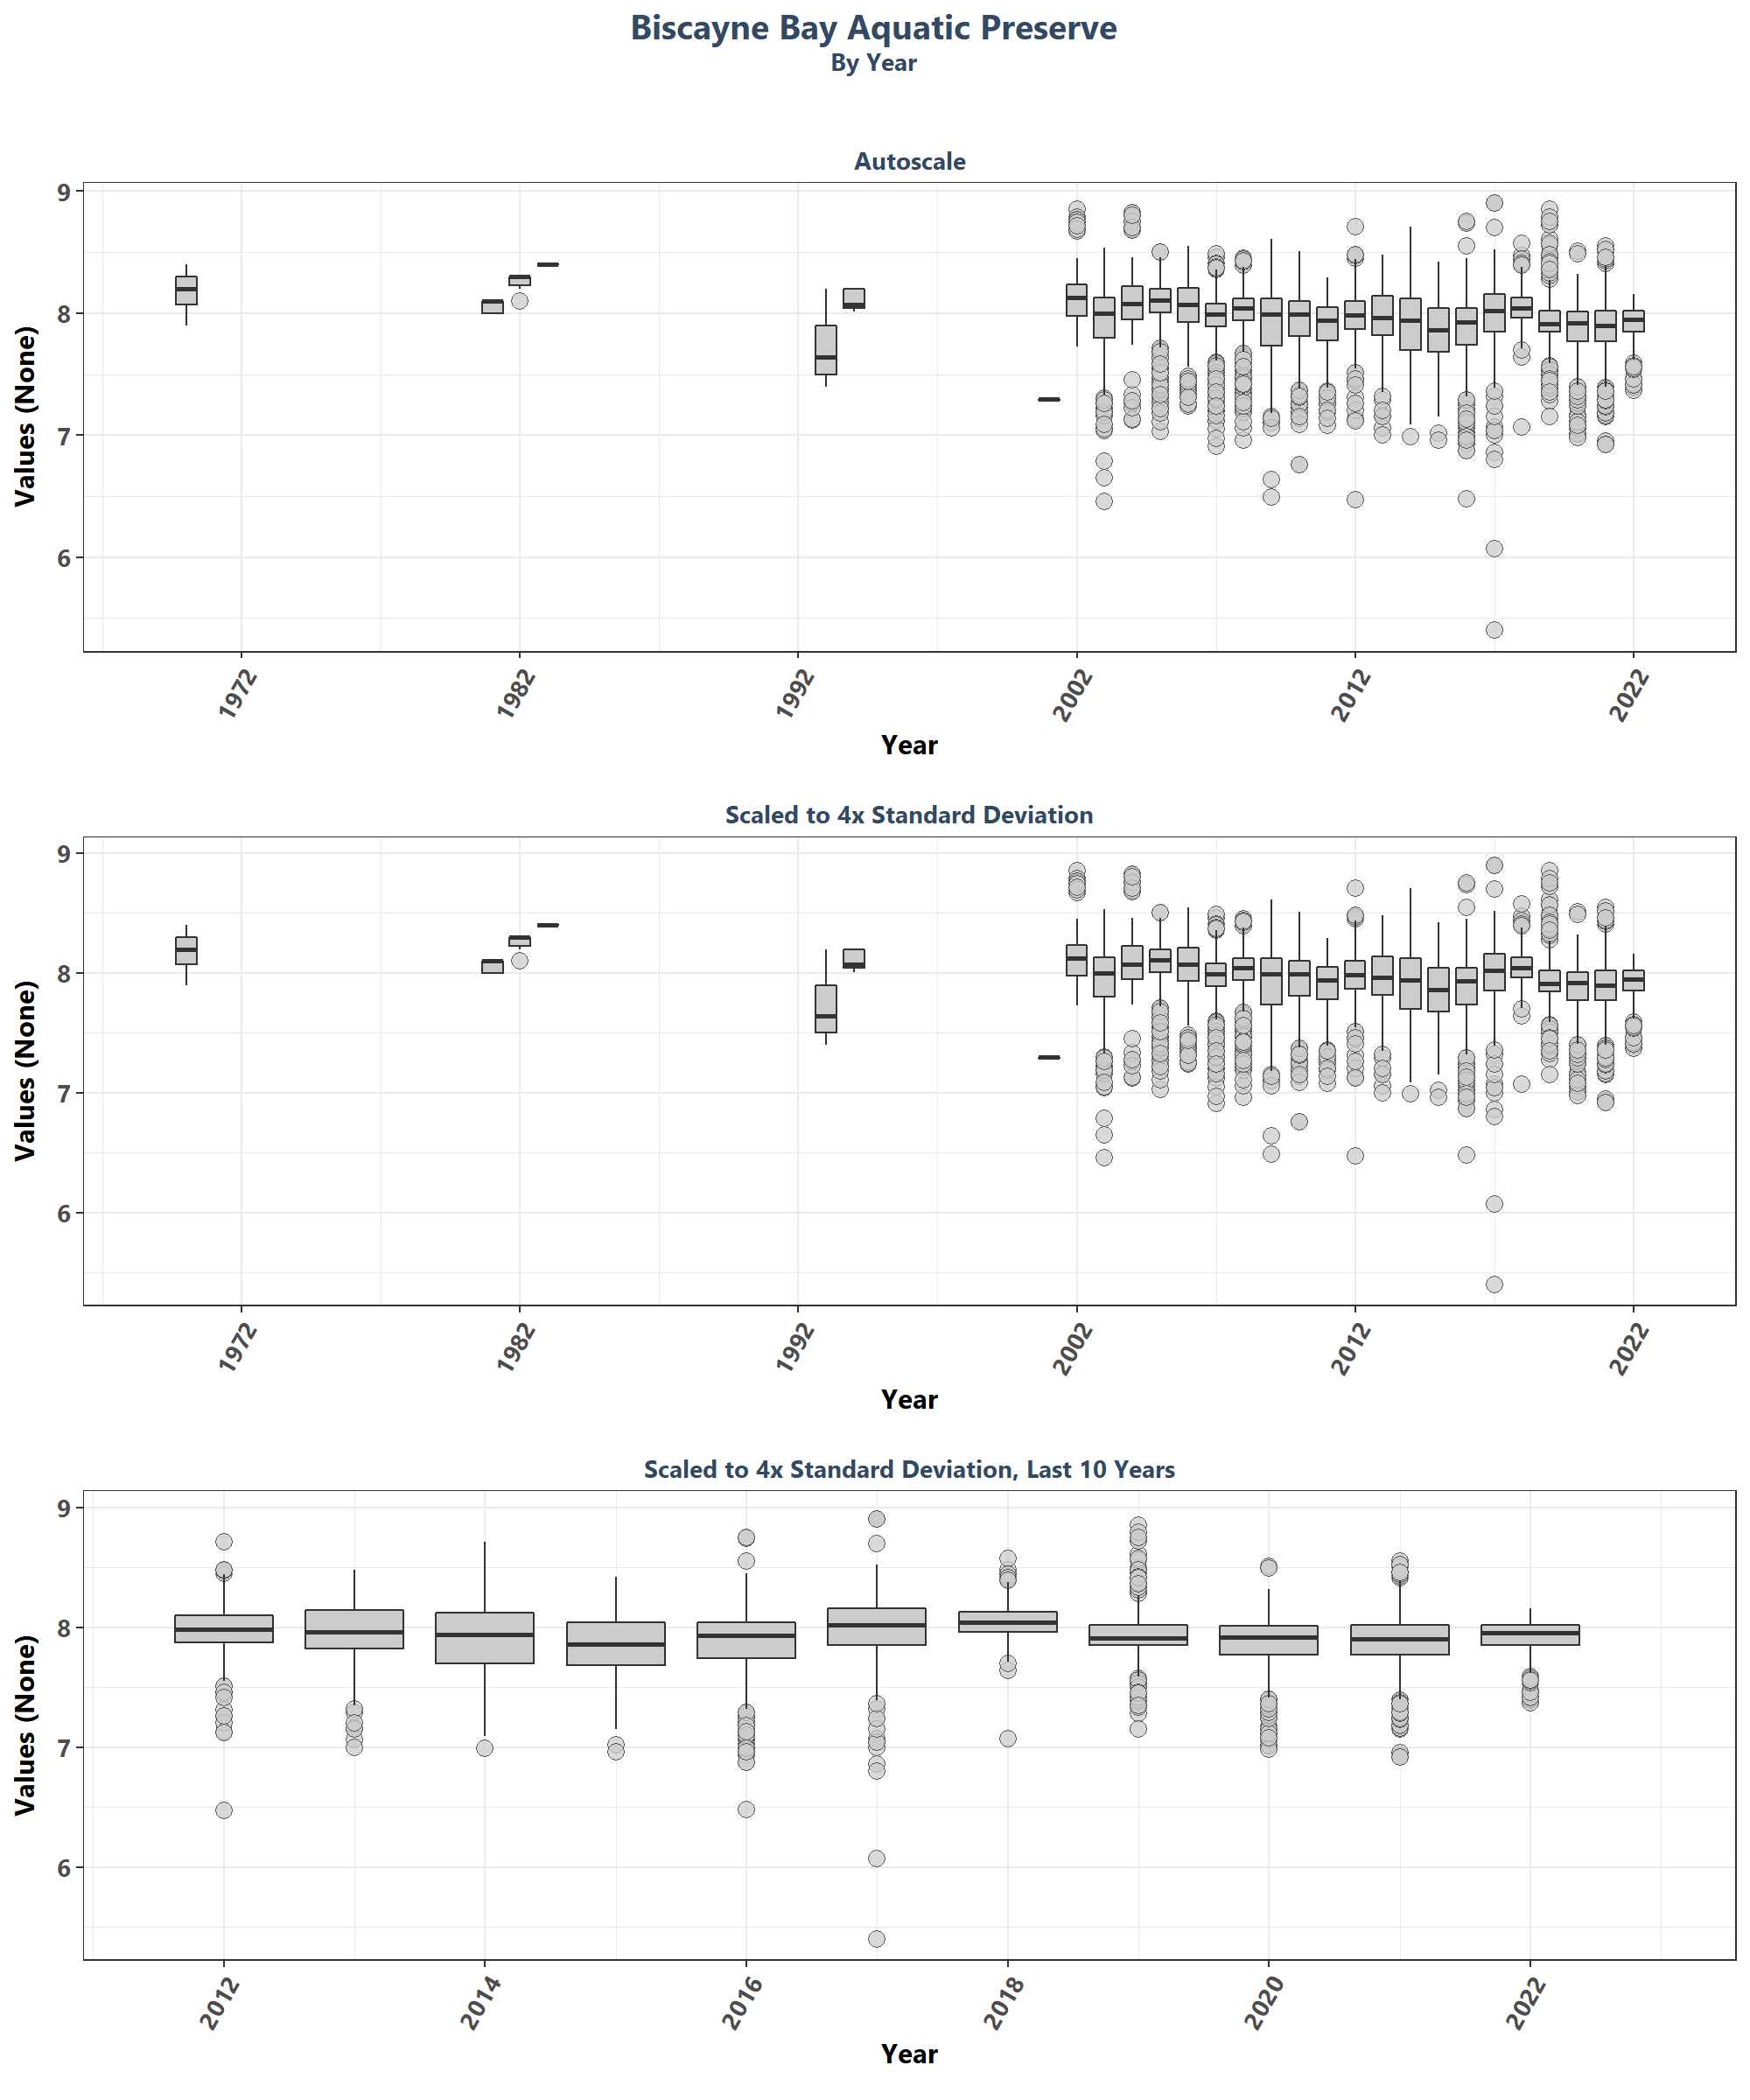 Biscayne Bay Aquatic Preserve
By Year
Autoscale
Values (None)
9
8
7
6
1972
1982
1992
2002
2012
2022
Year
Scaled to 4x Standard Deviation
Values (None)
9
8
7
6
1972
1982
1992
2002
2012
2022
Year
Scaled to 4x Standard Deviation, Last 10 Years
Values (None)
9
8
7
6
2012
2014
2016
2018
2020
2022
Year